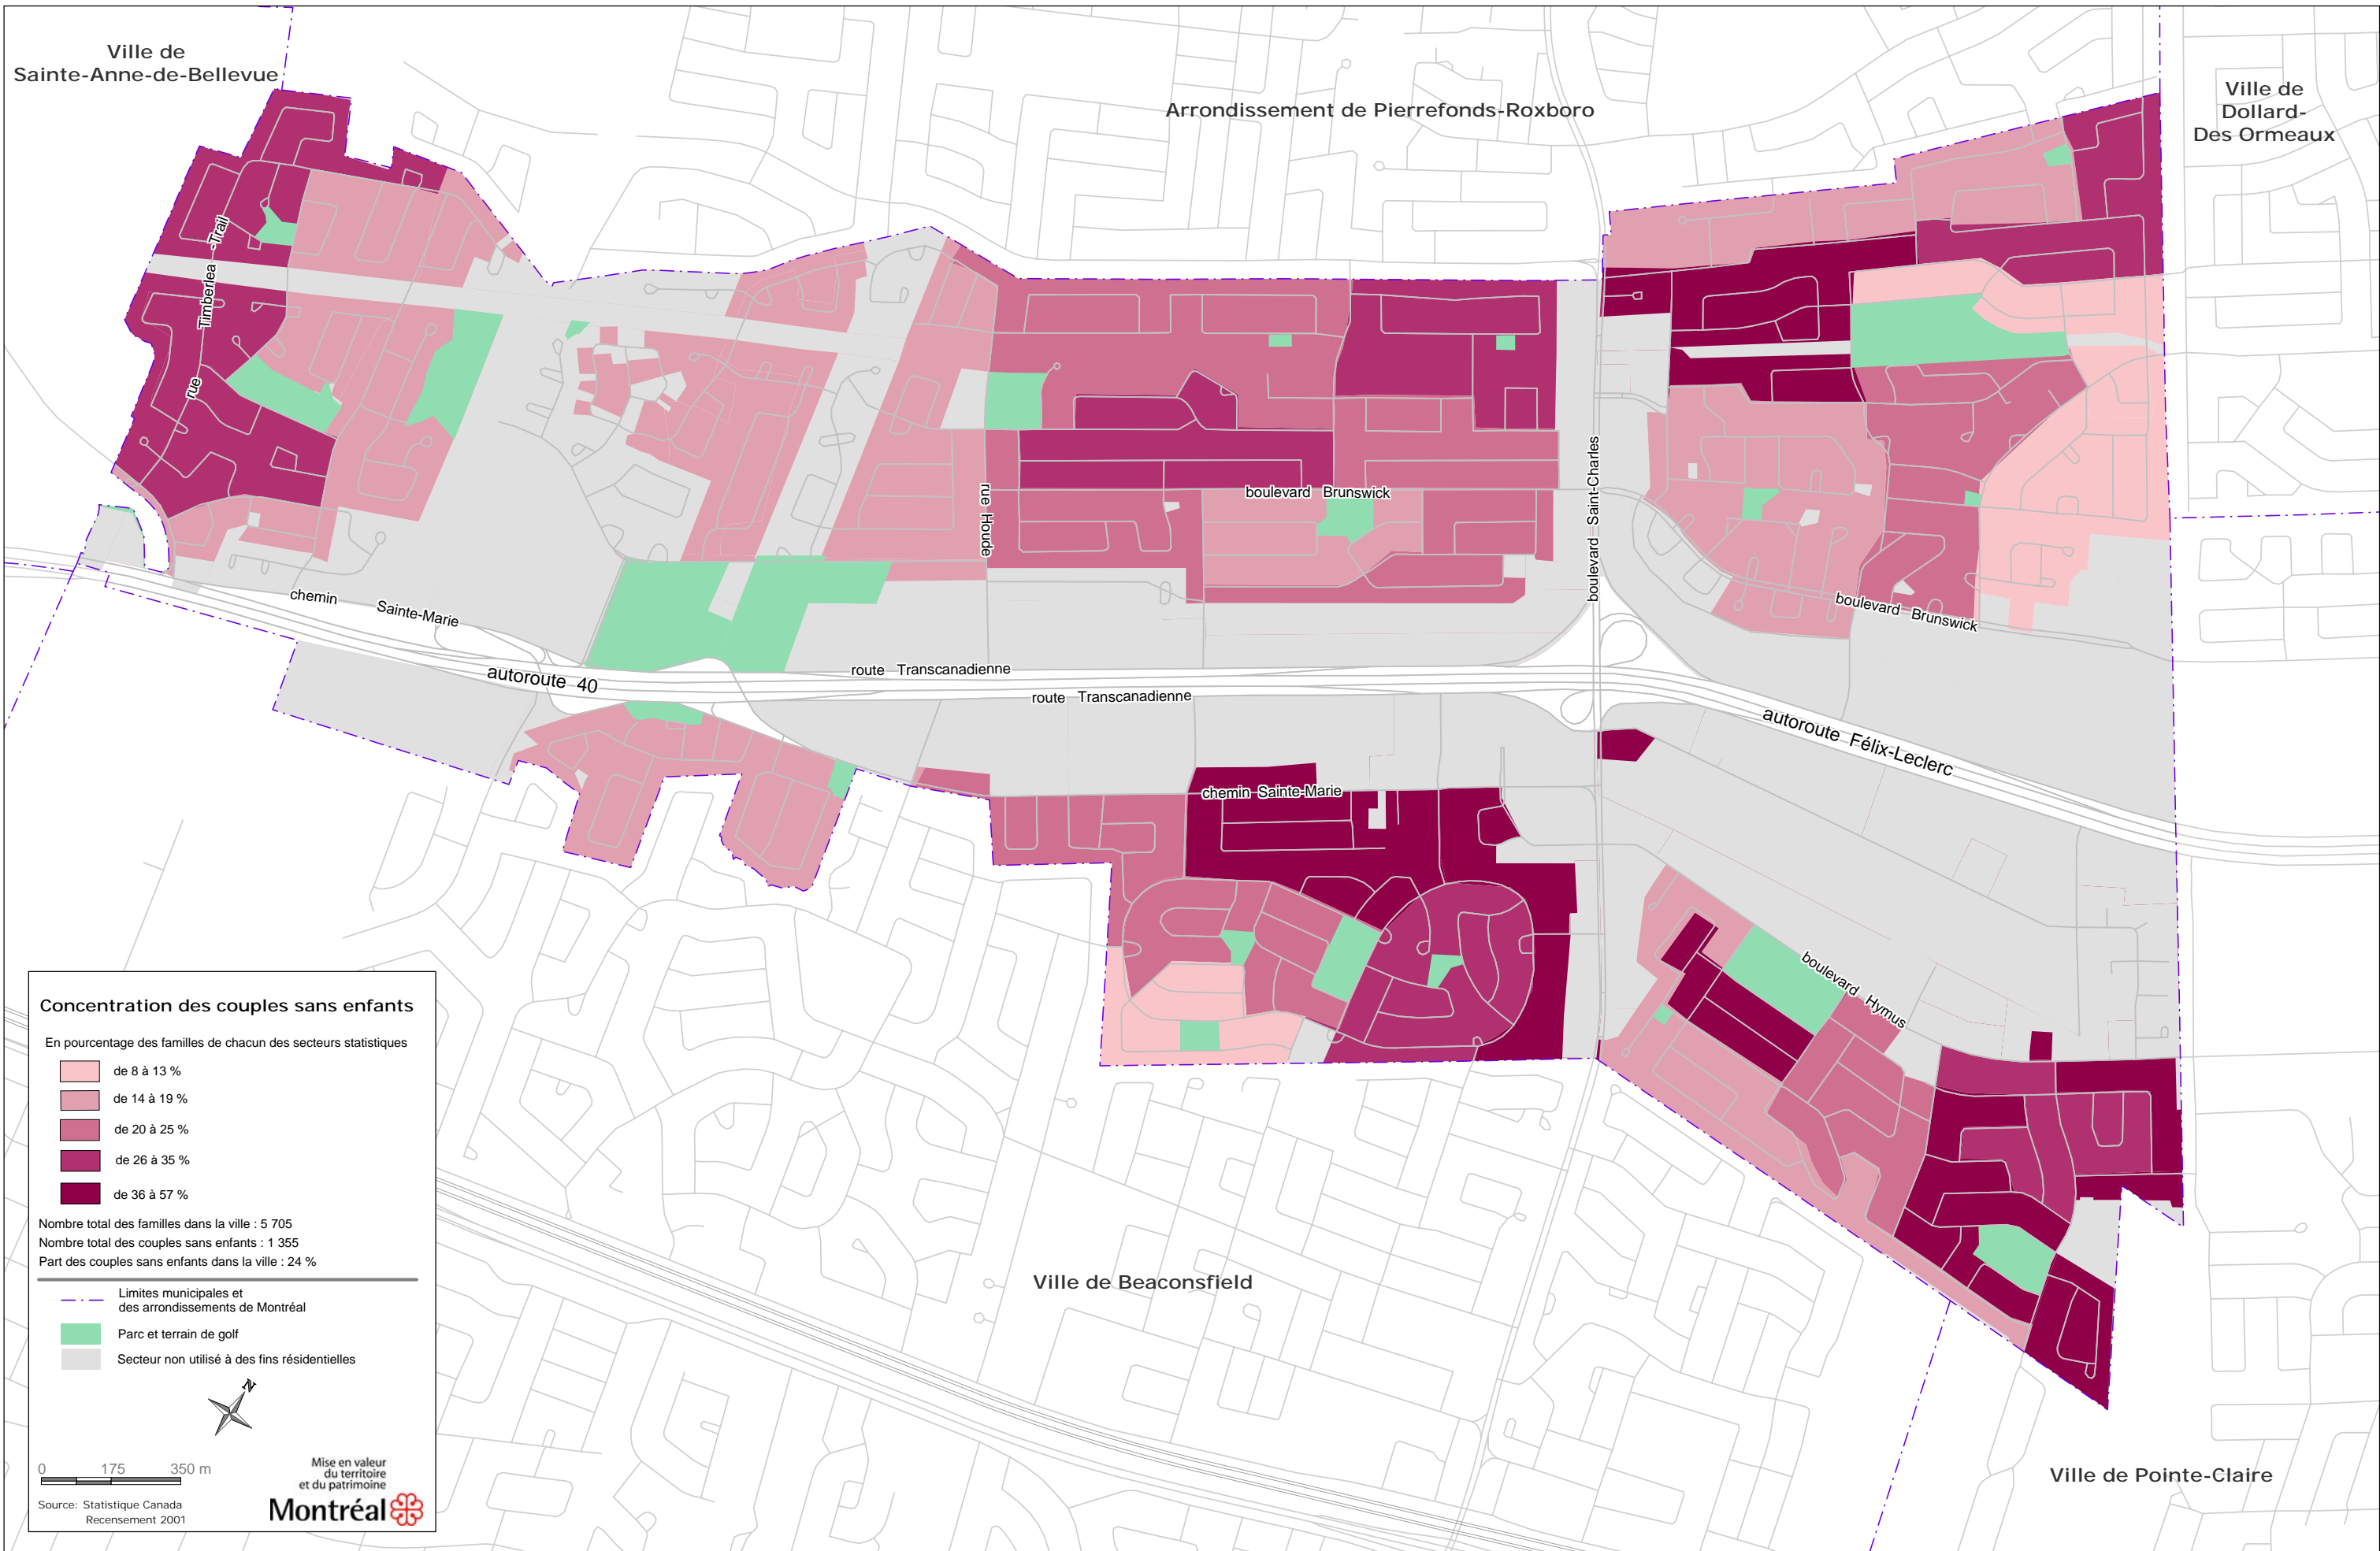 Ville de
Sainte-Anne-de-Bellevue
Arrondissement de Pierrefonds-Roxboro
Ville de
Dollard-
Des Ormeaux
rue Timberlea -Trail
rue Houde
boulevard Brunswick
boulevard Saint-Charles
boulevard Brunswick
chemin Sainte-Marie
autoroute 40
route Transcanadienne
route Transcanadienne
autoroute Félix-Leclerc
chemin Sainte-Marie
boulevard Hymus
Ville de Beaconsfield
Ville de Pointe-Claire
Concentration des couples sans enfants
En pourcentage des familles de chacun des secteurs statistiques
de 8 à 13 %
de 14 à 19 %
de 20 à 25 %
de 26 à 35 %
de 36 à 57 %
Nombre total des familles dans la ville : 5 705
Nombre total des couples sans enfants : 1 355
Part des couples sans enfants dans la ville : 24 %
Limites municipales et
des arrondissements de Montréal
Parc et terrain de golf
Secteur non utilisé à des fins résidentielles
N
0 175 350 m
Source: Statistique Canada
Recensement 2001
Mise en valeur
du territoire
et du patrimoine
Montréal